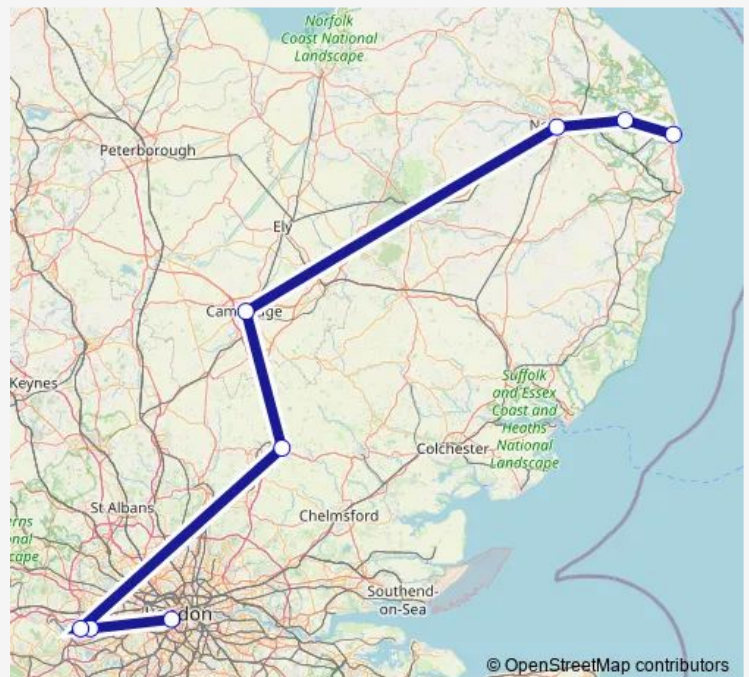 Norfolk
Coast National
Landscape
Peterborough
Ely
Keynes
Suffolk
and Essex
Coast and
Heaths
National
Landscape
Colchester
St Albans
Chelmsford
Southend-
on-Sea
© OpenStreetMap contributors